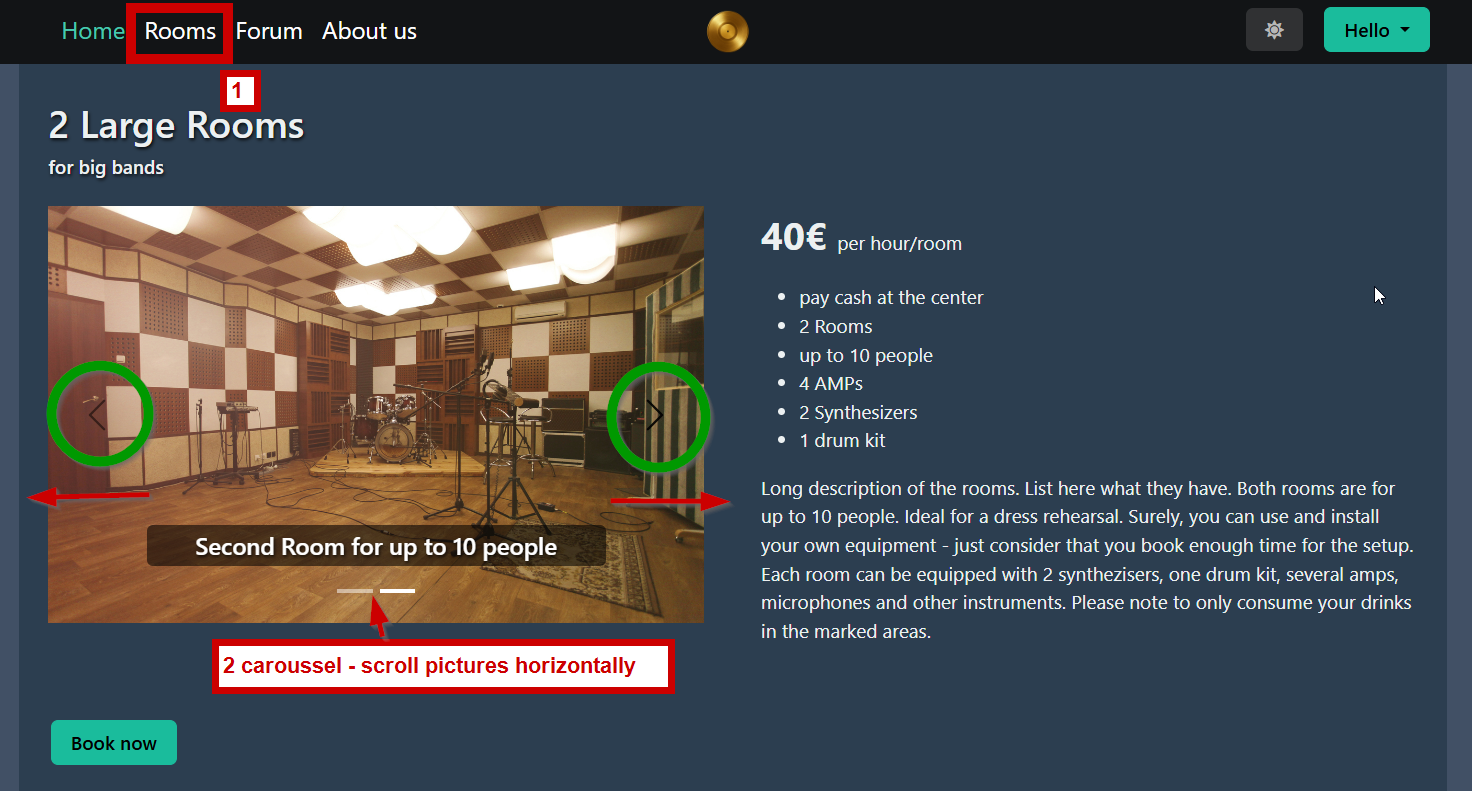 Home Rooms Forum About us
Hello
1
2 Large Rooms
for big bands
Second Room for up to 10 people
2 caroussel - scroll pictures horizontally
Book now
40€ per hour/room
pay cash at the center
2 Rooms
up to 10 people
4 AMPs
2 Synthesizers
1 drum kit
Long description of the rooms. List here what they have. Both rooms are for
up to 10 people. Ideal for a dress rehearsal. Surely, you can use and install
your own equipment - just consider that you book enough time for the setup.
Each room can be equipped with 2 synthezisers, one drum kit, several amps,
microphones and other instruments. Please note to only consume your drinks
in the marked areas.